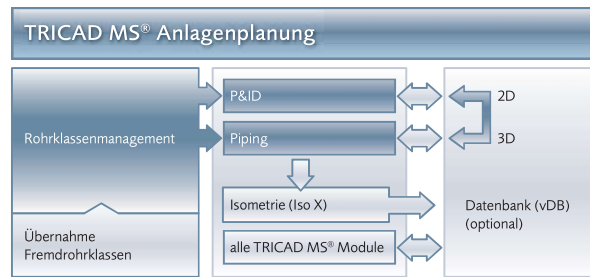 TRICAD MS® Anlagenplanung
Rohrklassenmanagement
Übernahme
Fremdrohrklassen
P&ID
Piping
Isometrie (Iso X)
alle TRICAD MS® Module
2D
3D
Datenbank (vDB)
(optional)